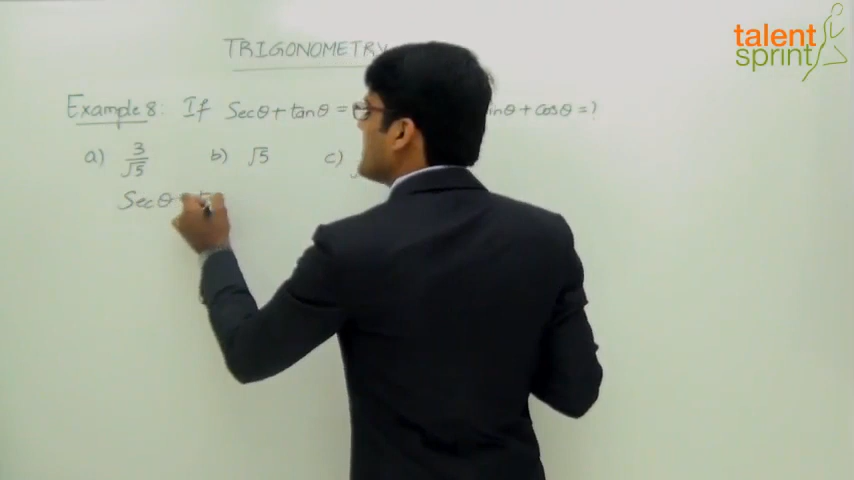 talent
sprint
TRIGONOMETRY
Example 8: If Secθ + tanθ = inθ + cosθ = ?
a) 3/√5 b) √5 c)
Secθ